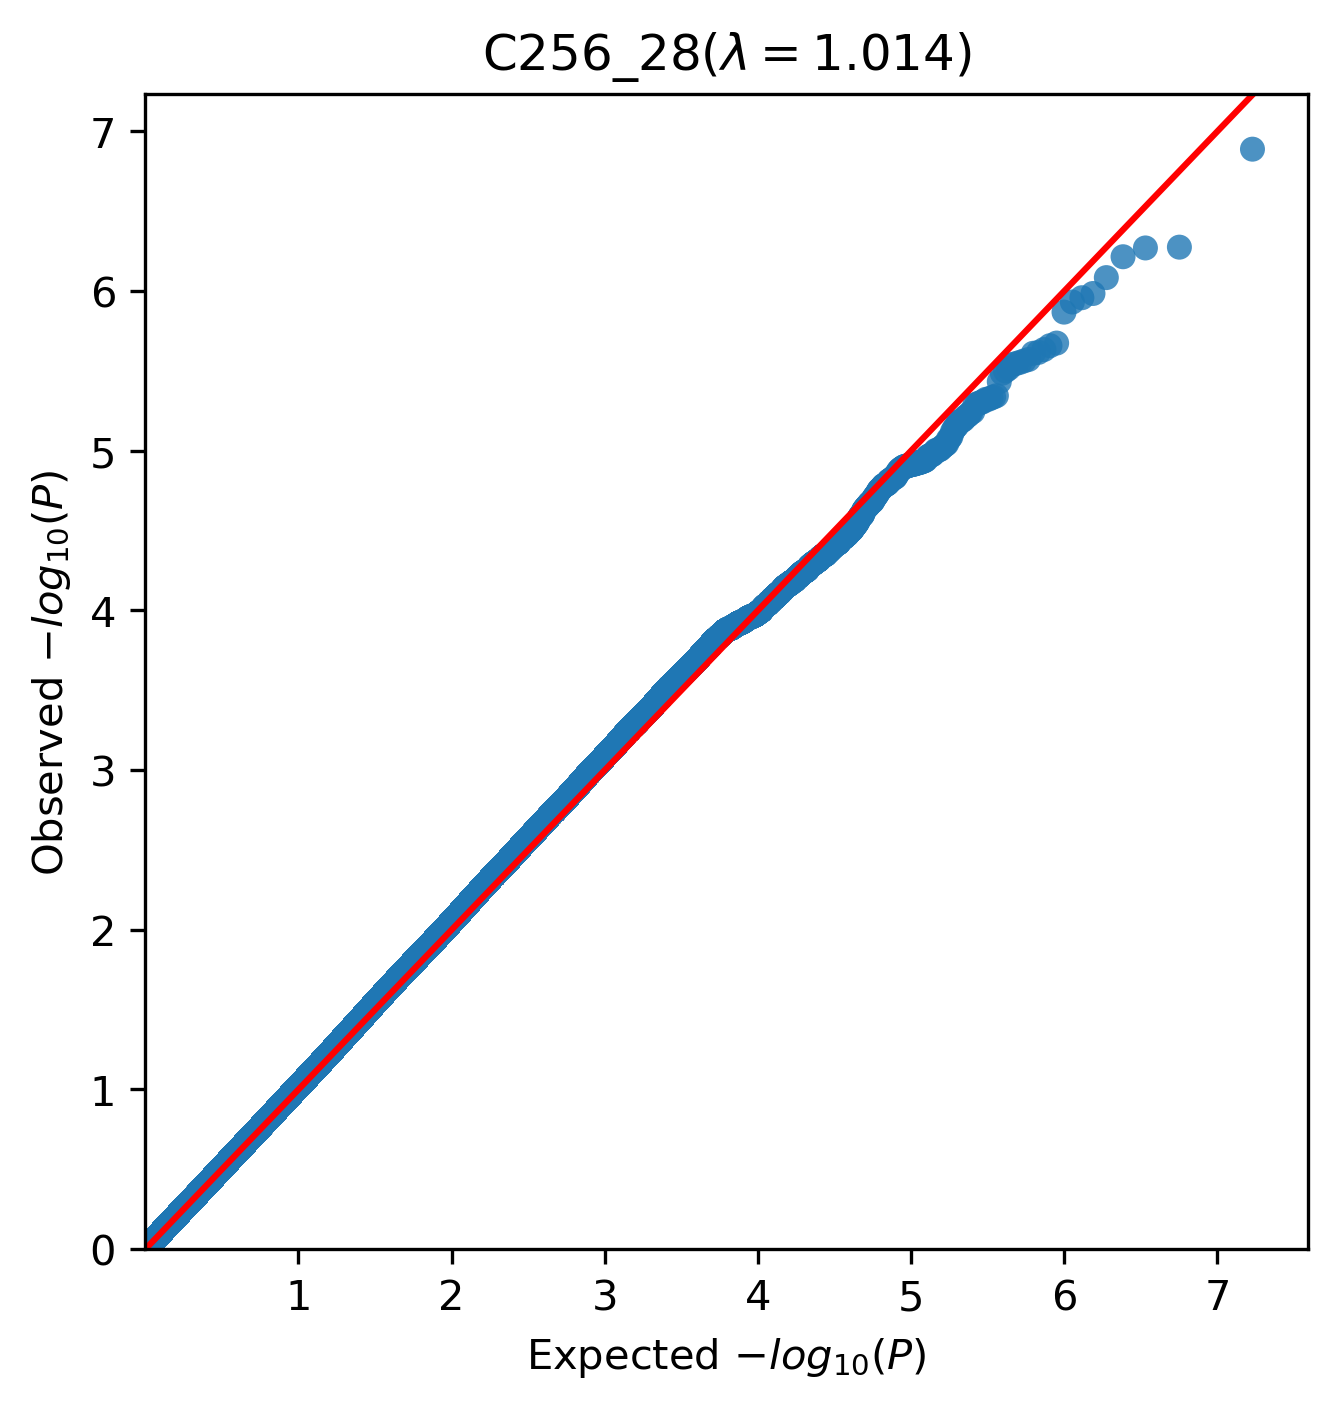 C256_28(λ = 1.014)
7
6
5
4
3
2
1
0
Observed −log₁₀(P)
1 2 3 4 5 6 7
Expected −log₁₀(P)